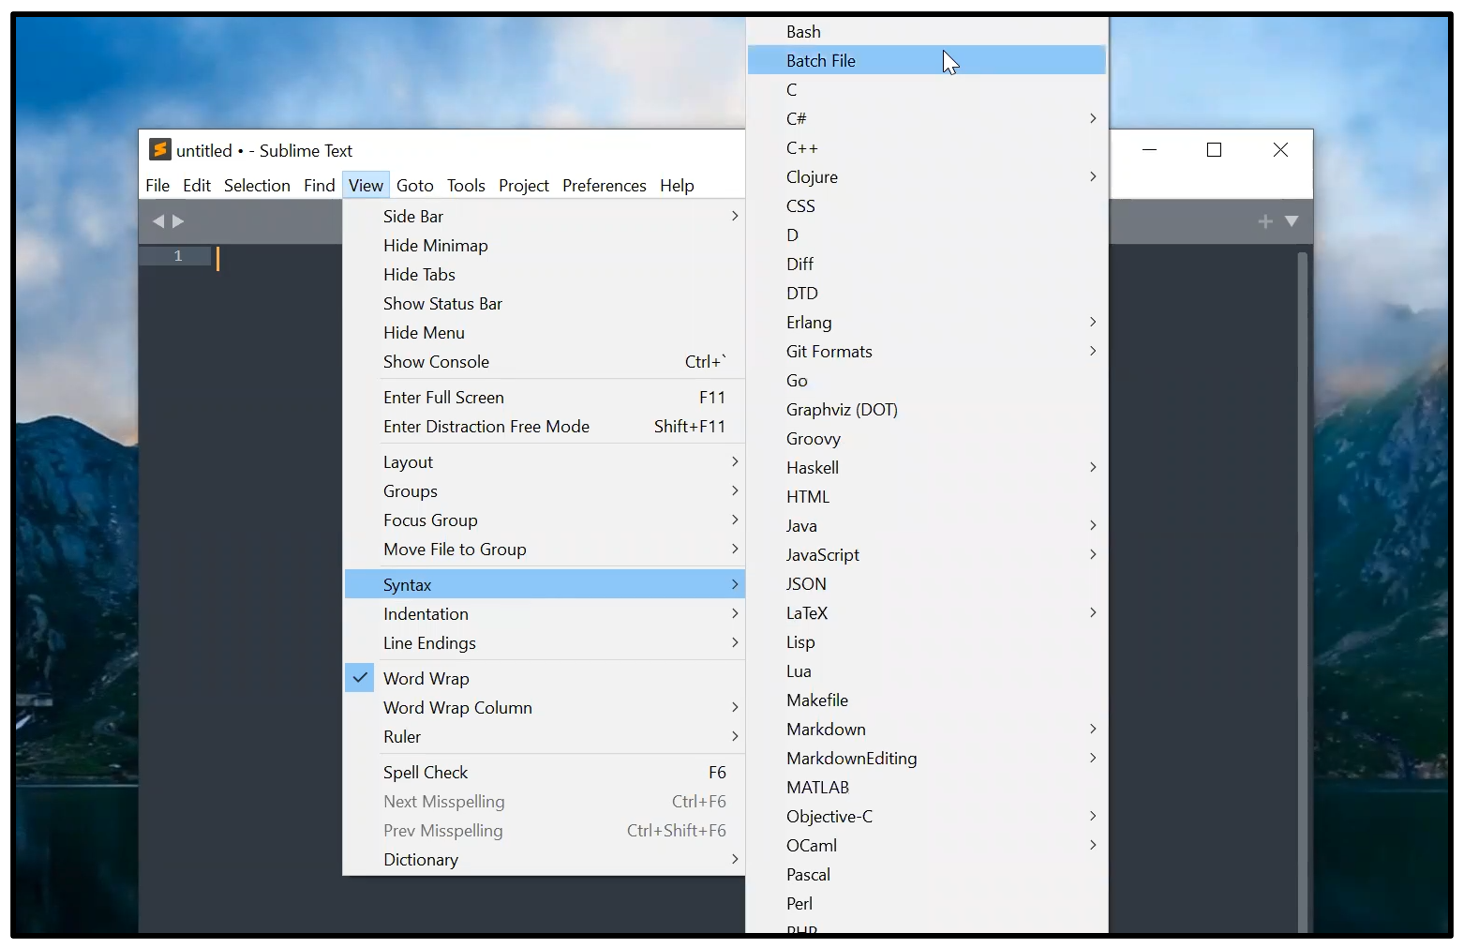 untitled • - Sublime Text
File Edit Selection Find View Goto Tools Project Preferences Help
1
Side Bar
Hide Minimap
Hide Tabs
Show Status Bar
Hide Menu
Show Console Ctrl+`
Enter Full Screen F11
Enter Distraction Free Mode Shift+F11
Layout
Groups
Focus Group
Move File to Group
Syntax
Indentation
Line Endings
Word Wrap
Word Wrap Column
Ruler
Spell Check F6
Next Misspelling Ctrl+F6
Prev Misspelling Ctrl+Shift+F6
Dictionary
Bash
Batch File
C
C#
C++
Clojure
CSS
D
Diff
DTD
Erlang
Git Formats
Go
Graphviz (DOT)
Groovy
Haskell
HTML
Java
JavaScript
JSON
LaTeX
Lisp
Lua
Makefile
Markdown
MarkdownEditing
MATLAB
Objective-C
OCaml
Pascal
Perl